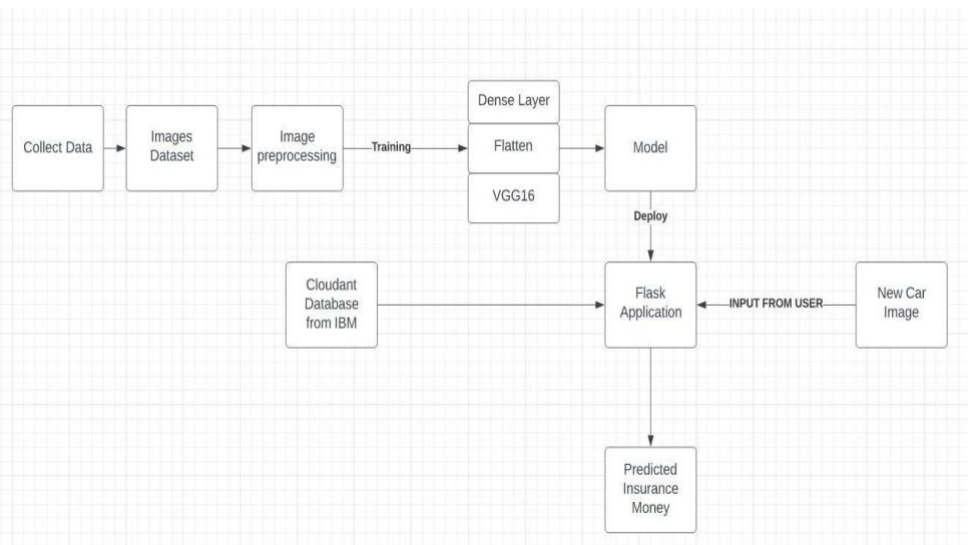 Collect Data
Images
Dataset
Image
preprocessing
Training
Dense Layer
Flatten
VGG16
Model
Deploy
Cloudant
Database
from IBM
Flask
Application
INPUT FROM USER
New Car
Image
Predicted
Insurance
Money